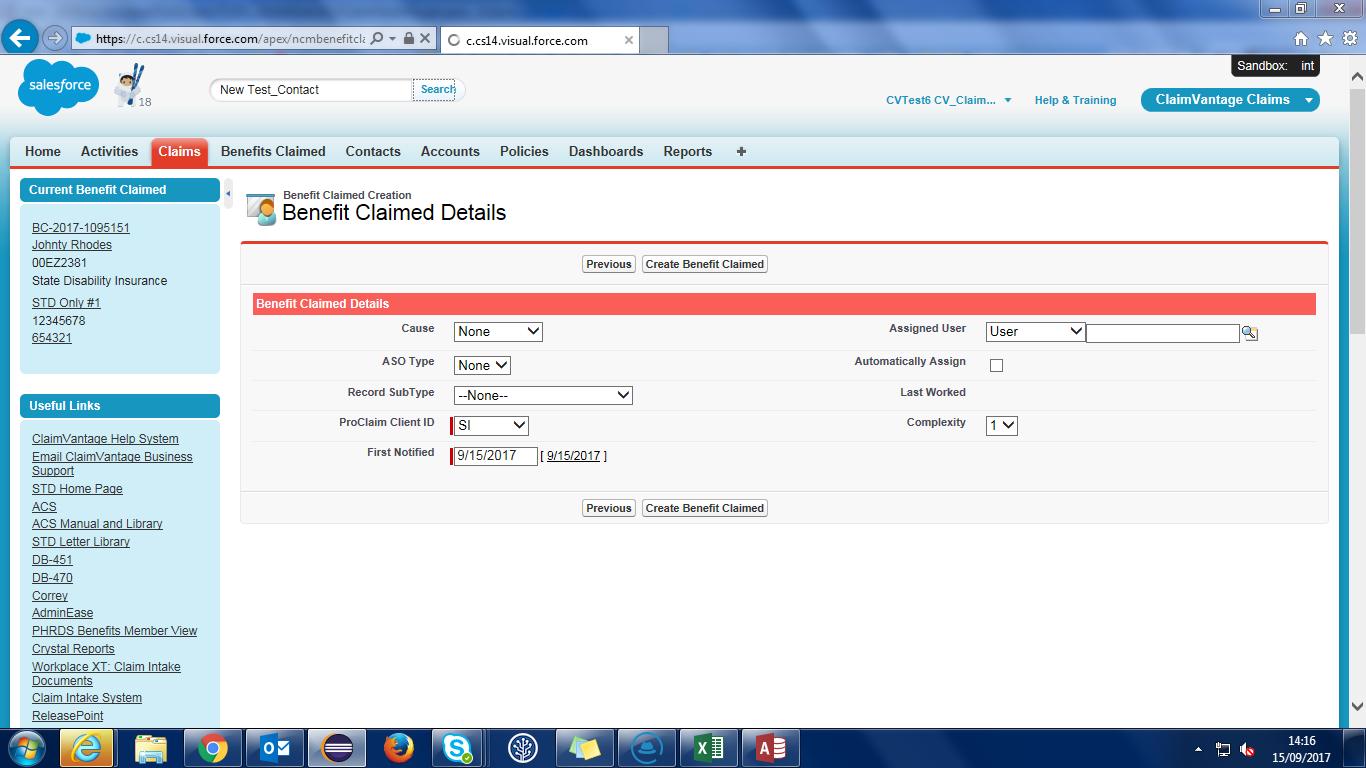 https://c.cs14.visual.force.com/apex/ncmbenefitcla
c.cs14.visual.force.com
Sandbox: int
salesforce
18
New Test_Contact
Search
CVTest6 CV_Claim...
Help & Training
ClaimVantage Claims
Home
Activities
Claims
Benefits Claimed
Contacts
Accounts
Policies
Dashboards
Reports
+
Current Benefit Claimed
BC-2017-1095151
Johnty Rhodes
00EZ2381
State Disability Insurance
STD Only #1
12345678
654321
Useful Links
ClaimVantage Help System
Email ClaimVantage Business
Support
STD Home Page
ACS
ACS Manual and Library
STD Letter Library
DB-451
DB-470
Correy
AdminEase
PHRDS Benefits Member View
Crystal Reports
Workplace XT: Claim Intake
Documents
Claim Intake System
ReleasePoint
Benefit Claimed Creation
Benefit Claimed Details
Previous
Create Benefit Claimed
Benefit Claimed Details
Cause
None
Assigned User
User
ASO Type
None
Automatically Assign
Record SubType
--None--
Last Worked
ProClaim Client ID
SI
Complexity
1
First Notified
9/15/2017
[ 9/15/2017 ]
Previous
Create Benefit Claimed
14:16
15/09/2017